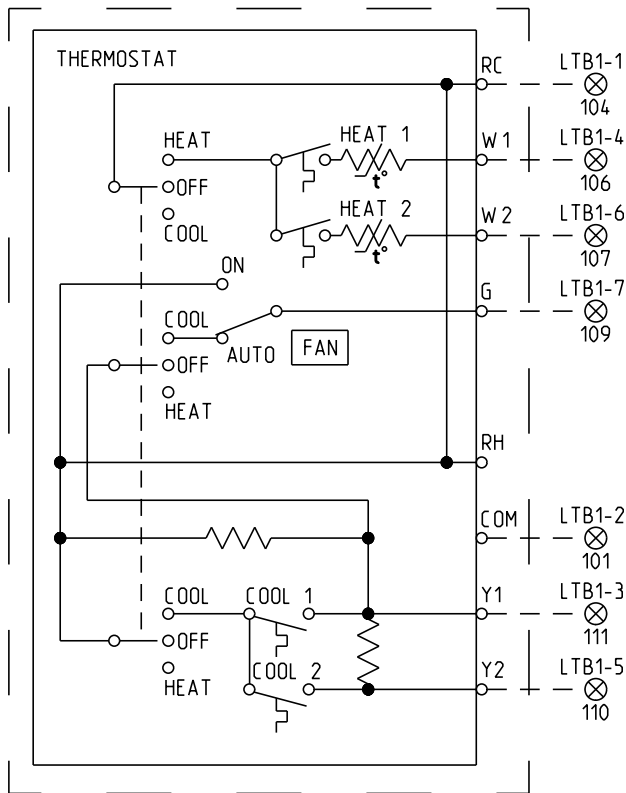 THERMOSTAT
RC
LTB1-1
104
HEAT
HEAT 1
W1
LTB1-4
106
OFF
t°
COOL
HEAT 2
W2
LTB1-6
107
t°
ON
G
LTB1-7
109
COOL
AUTO
FAN
OFF
HEAT
RH
COM
LTB1-2
101
COOL
COOL 1
Y1
LTB1-3
111
OFF
COOL 2
HEAT
Y2
LTB1-5
110